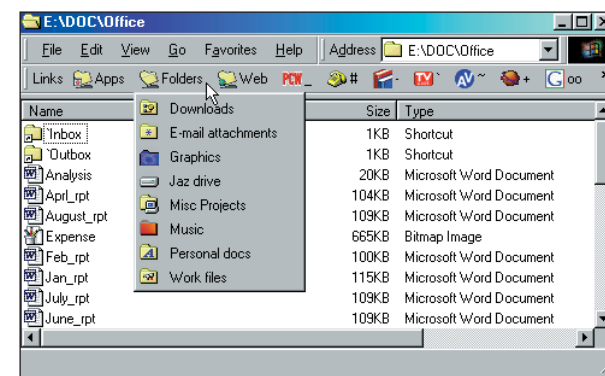 E:\DOC\Office
File Edit View Go Favorites Help Address E:\DOC\Office
Links Apps Folders Web PCW _ # - ` ~ + G oo
Name Size Type
`Inbox 1KB Shortcut
`Outbox 1KB Shortcut
Analysis 20KB Microsoft Word Document
Aprl_rpt 104KB Microsoft Word Document
August_rpt 109KB Microsoft Word Document
Expense 665KB Bitmap Image
Feb_rpt 100KB Microsoft Word Document
Jan_rpt 115KB Microsoft Word Document
July_rpt 109KB Microsoft Word Document
June_rpt 109KB Microsoft Word Document
Downloads
E-mail attachments
Graphics
Jaz drive
Misc Projects
Music
Personal docs
Work files